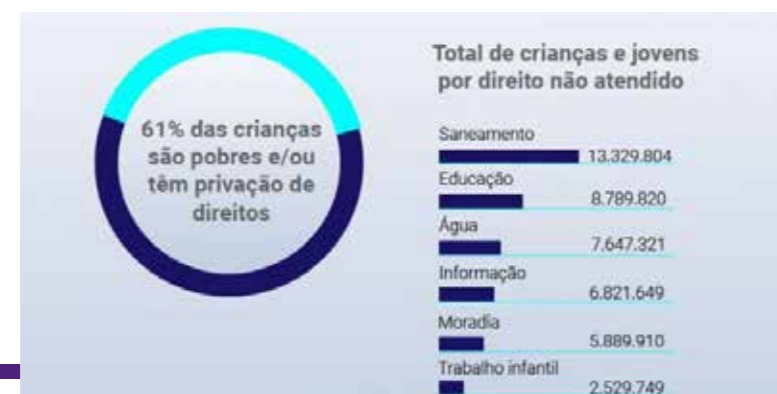 61% das crianças
são pobres e/ou
têm privação de
direitos
Total de crianças e jovens
por direito não atendido
Saneamento
13.329.804
Educação
8.789.820
Água
7.647.321
Informação
6.821.649
Moradia
5.889.910
Trabalho infantil
2.529.749